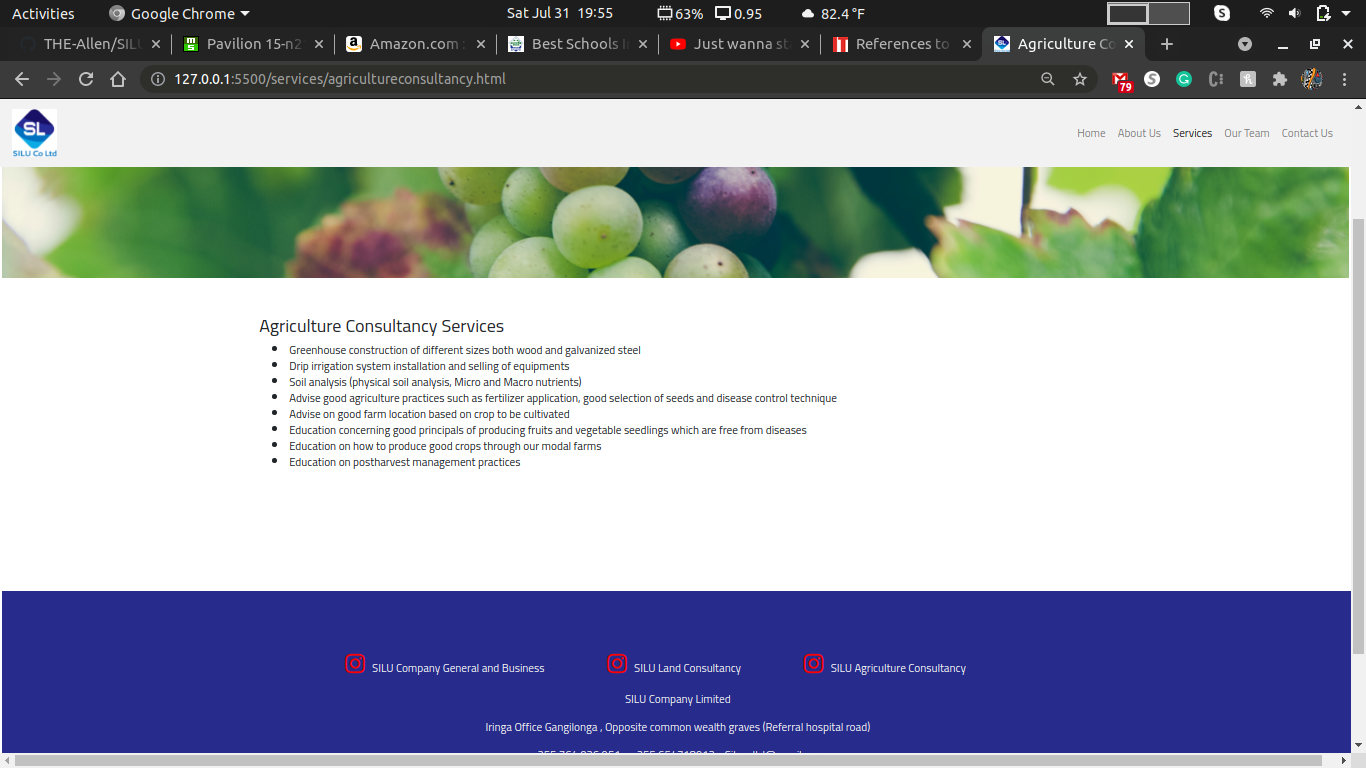 Activities Google Chrome Sat Jul 31 19:55 63% 0.95 82.4 °F
THE-Allen/SIL Pavilion 15-n2 Amazon.com Best Schools I Just wanna st References to Agriculture Co
127.0.0.1:5500/services/agricultureconsultancy.html 79
SL
SILU Co Ltd
Home About Us Services Our Team Contact Us
Agriculture Consultancy Services
• Greenhouse construction of different sizes both wood and galvanized steel
• Drip irrigation system installation and selling of equipments
• Soil analysis (physical soil analysis, Micro and Macro nutrients)
• Advise good agriculture practices such as fertilizer application, good selection of seeds and disease control technique
• Advise on good farm location based on crop to be cultivated
• Education concerning good principals of producing fruits and vegetable seedlings which are free from diseases
• Education on how to produce good crops through our modal farms
• Education on postharvest management practices
SILU Company General and Business SILU Land Consultancy SILU Agriculture Consultancy
SILU Company Limited
Iringa Office Gangilonga , Opposite common wealth graves (Referral hospital road)